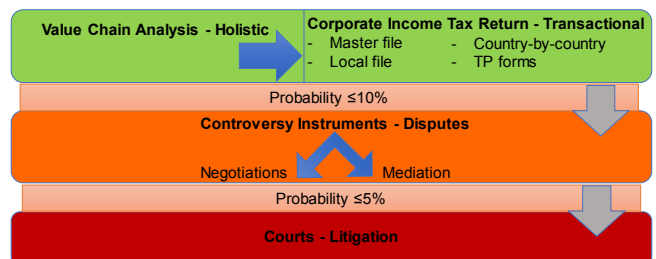 Value Chain Analysis - Holistic
Corporate Income Tax Return - Transactional
- Master file
- Country-by-country
- Local file
- TP forms
Probability ≤10%
Controversy Instruments - Disputes
Negotiations
Mediation
Probability ≤5%
Courts - Litigation